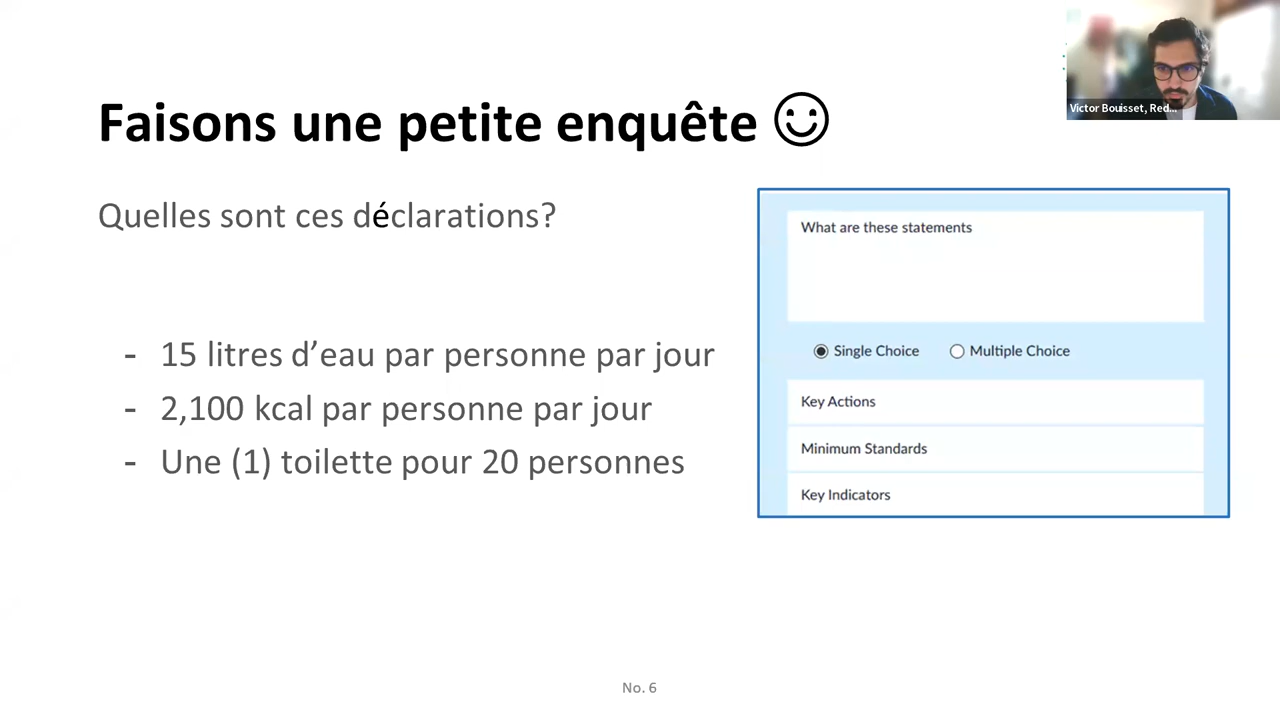 Victor Bouisset, Red...
Faisons une petite enquête
Quelles sont ces déclarations?
- 15 litres d’eau par personne par jour
- 2,100 kcal par personne par jour
- Une (1) toilette pour 20 personnes
What are these statements
Single Choice Multiple Choice
Key Actions
Minimum Standards
Key Indicators
No. 6